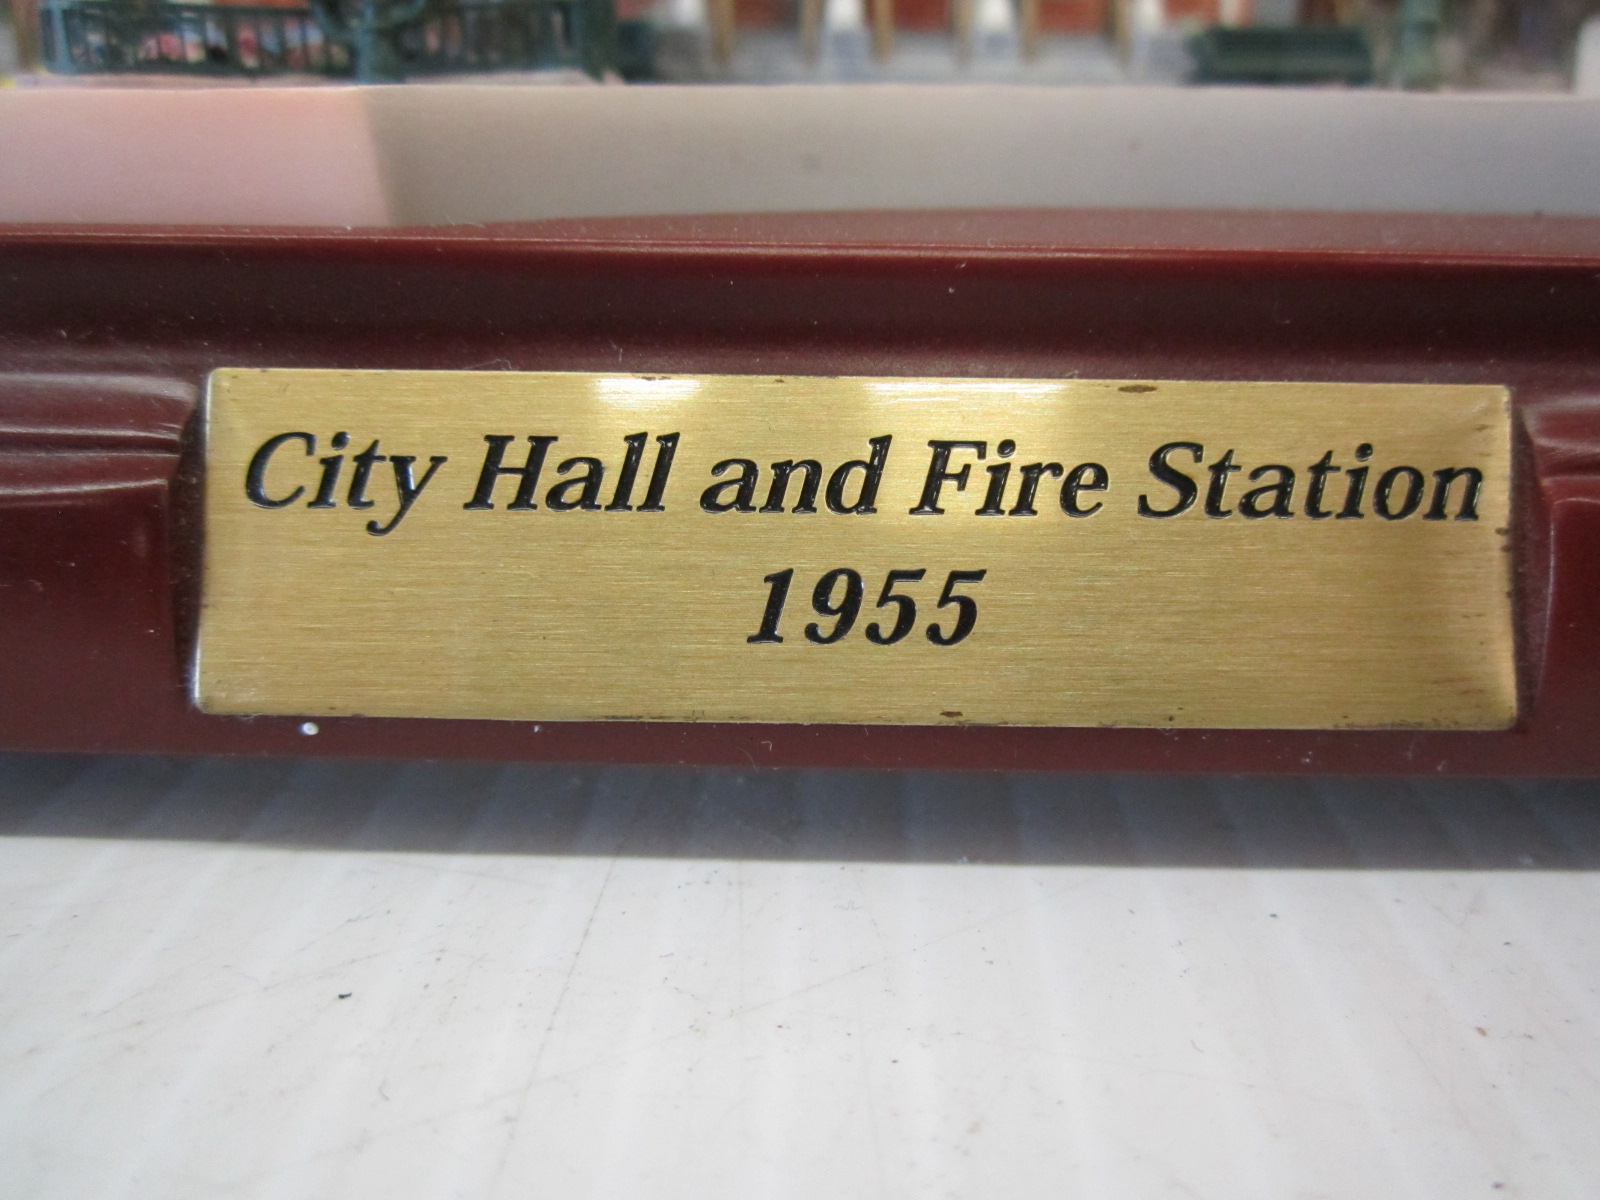 City Hall and Fire Station
1955